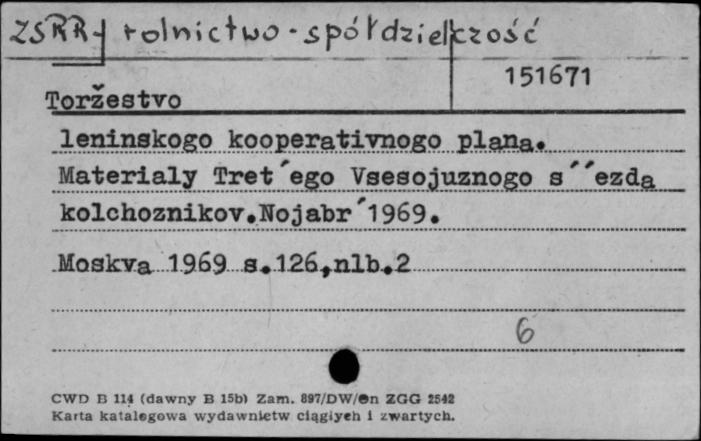 ZSRR- rolnictwo - spółdzielczość
151671
Toržestvo
leninskogo kooperativnogo plana.
Materialy Tret´ego Vsesojuznogo s´´ezda
kolchoznikov.Nojabr´1969.
Moskva 1969 s.126,nlb.2
6
CWD B 114 (dawny B 15b) Zam. 897/DW/Gn ZGG 2542
Karta katalogowa wydawnictw ciągłych i zwartych.